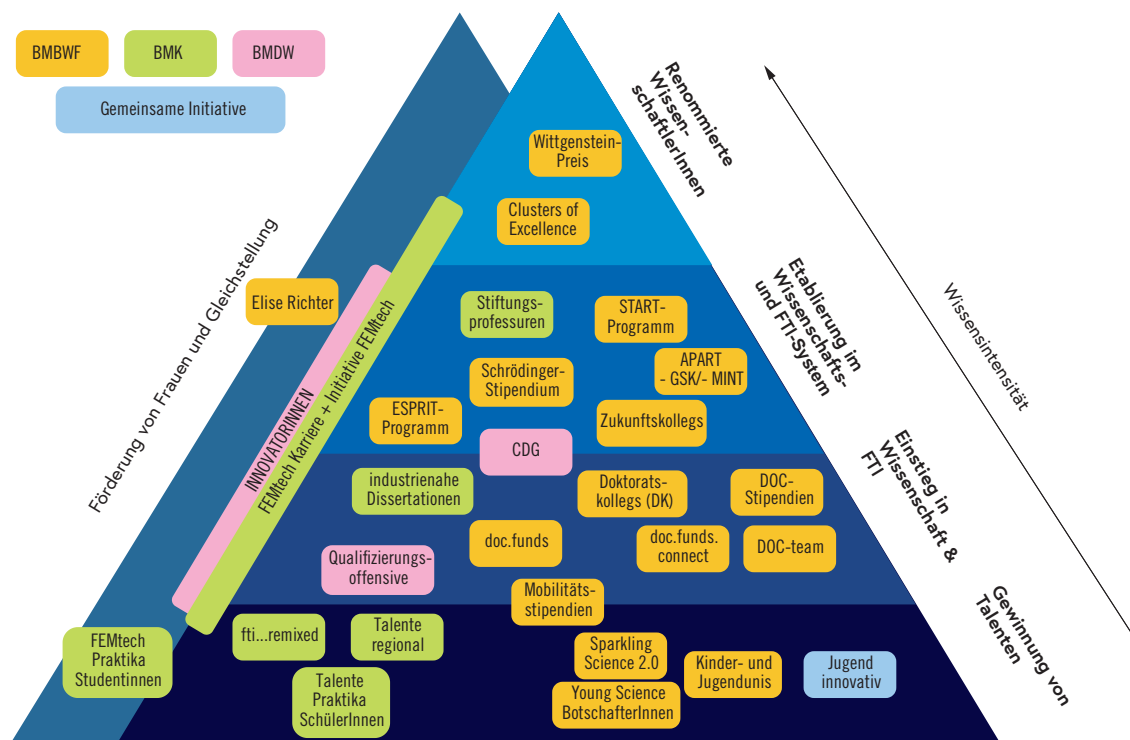 BMBWF
BMK
BMDW
Gemeinsame Initiative
Wittgenstein-
Preis
Clusters of
Excellence
Renommierte
Wissen-
schaftlerInnen
Förderung von Frauen und Gleichstellung
Elise Richter
INNOVATORINNEN
FEMtech Karriere + Initiative FEMtech
Stiftungs-
professuren
START-
Programm
APART
- GSK/- MINT
Schrödinger-
Stipendium
ESPRIT-
Programm
Zukunftskollegs
Etablierung im
Wissenschafts-
und FTI-System
Wissensintensität
CDG
industrienahe
Dissertationen
Doktorats-
kollegs (DK)
DOC-
Stipendien
doc.funds
doc.funds.
connect
DOC-team
Qualifizierungs-
offensive
Mobilitäts-
stipendien
Einstieg in
Wissenschaft &
FTI
FEMtech
Praktika
Studentinnen
fti...remixed
Talente
regional
Talente
Praktika
SchülerInnen
Sparkling
Science 2.0
Young Science
BotschafterInnen
Kinder- und
Jugendunis
Jugend
innovativ
Gewinnung von
Talenten